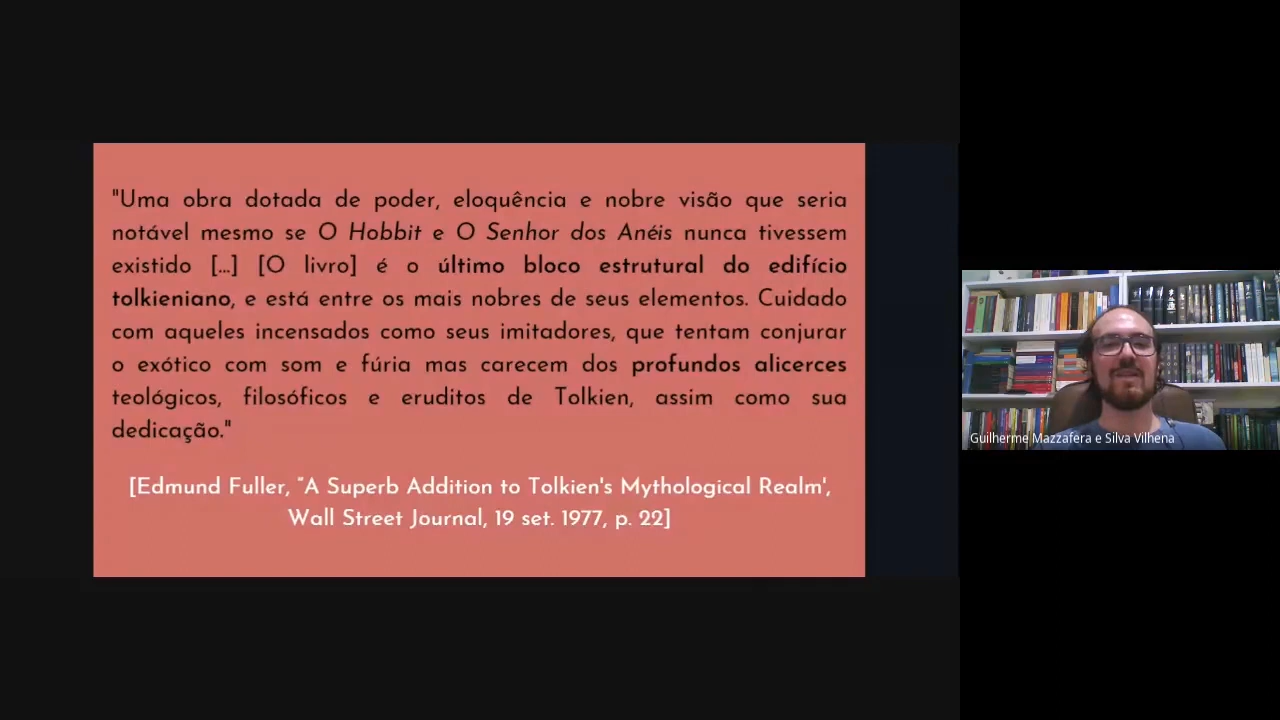 "Uma obra dotada de poder, eloquência e nobre visão que seria
notável mesmo se O Hobbit e O Senhor dos Anéis nunca tivessem
existido [...] [O livro] é o último bloco estrutural do edifício
tolkieniano, e está entre os mais nobres de seus elementos. Cuidado
com aqueles incensados como seus imitadores, que tentam conjurar
o exótico com som e fúria mas carecem dos profundos alicerces
teológicos, filosóficos e eruditos de Tolkien, assim como sua
dedicação."
[Edmund Fuller, "A Superb Addition to Tolkien's Mythological Realm',
Wall Street Journal, 19 set. 1977, p. 22]
Guilherme Mazzafera e Silva Vilhena